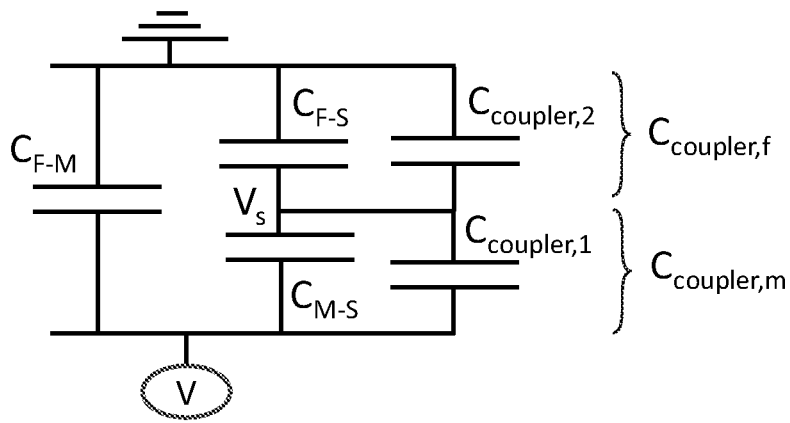 C_F-S
C_coupler,2
C_coupler,f
C_F-M
V_s
C_coupler,1
C_coupler,m
C_M-S
V